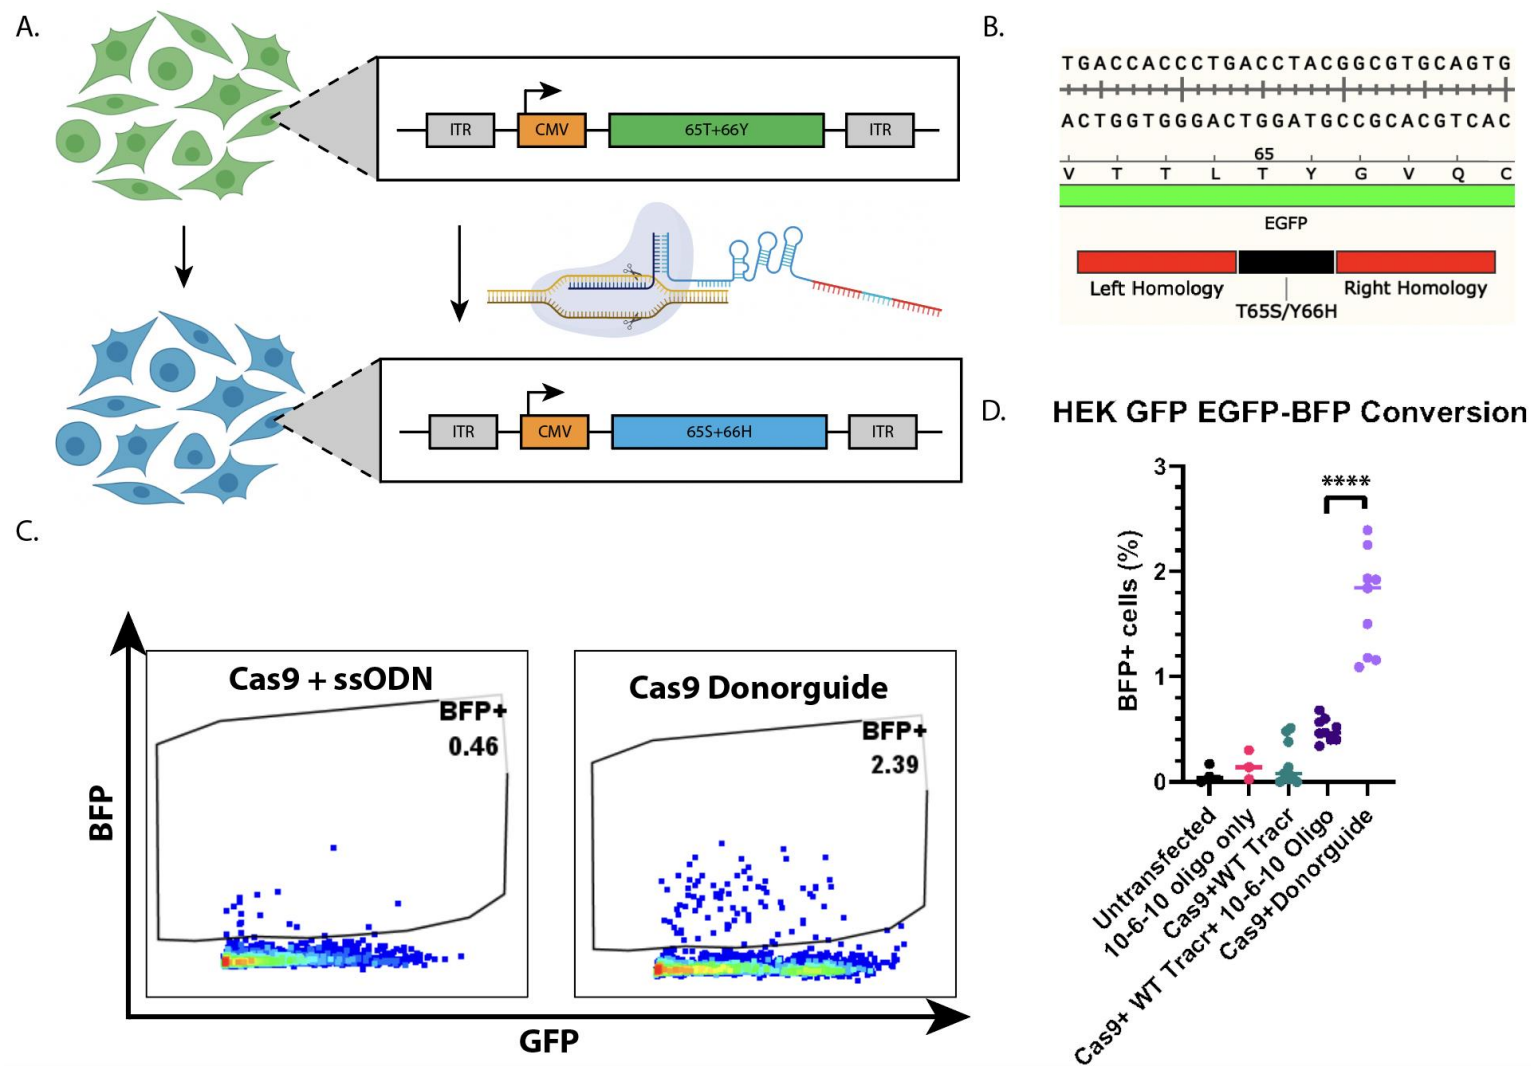 A.
ITR
CMV
65T+66Y
ITR
ITR
CMV
65S+66H
ITR
B.
TGACCACCCTGACCTACGGCGTGCAGTG
ACTGGTGGGACTGGATGCCGCACGTCAC
65
V T T L T Y G V Q C
EGFP
Left Homology
Right Homology
T65S/Y66H
C.
BFP
Cas9 + ssODN
BFP+
0.46
Cas9 Donorguide
BFP+
2.39
GFP
D.
HEK GFP EGFP-BFP Conversion
BFP+ cells (%)
3
2
1
0
****
Untransfected
10-6-10 oligo only
Cas9+WT Tracr
Cas9+ WT Tracr+ 10-6-10 Oligo
Cas9+Donorguide